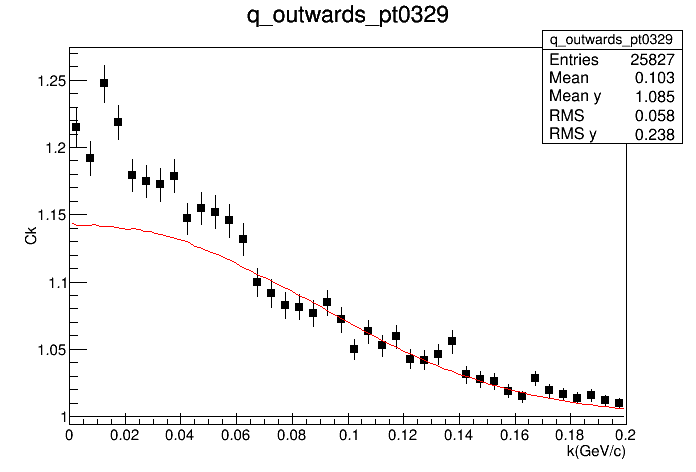 q_outwards_pt0329
q_outwards_pt0329
Entries 25827
Mean 0.103
Mean y 1.085
RMS 0.058
RMS y 0.238
1.25
1.2
1.15
1.1
1.05
1
Ck
0 0.02 0.04 0.06 0.08 0.1 0.12 0.14 0.16 0.18 0.2
k(GeV/c)